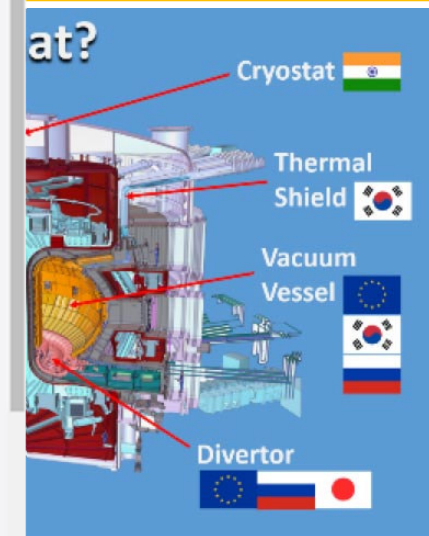 at?
Cryostat
Thermal
Shield
Vacuum
Vessel
Divertor